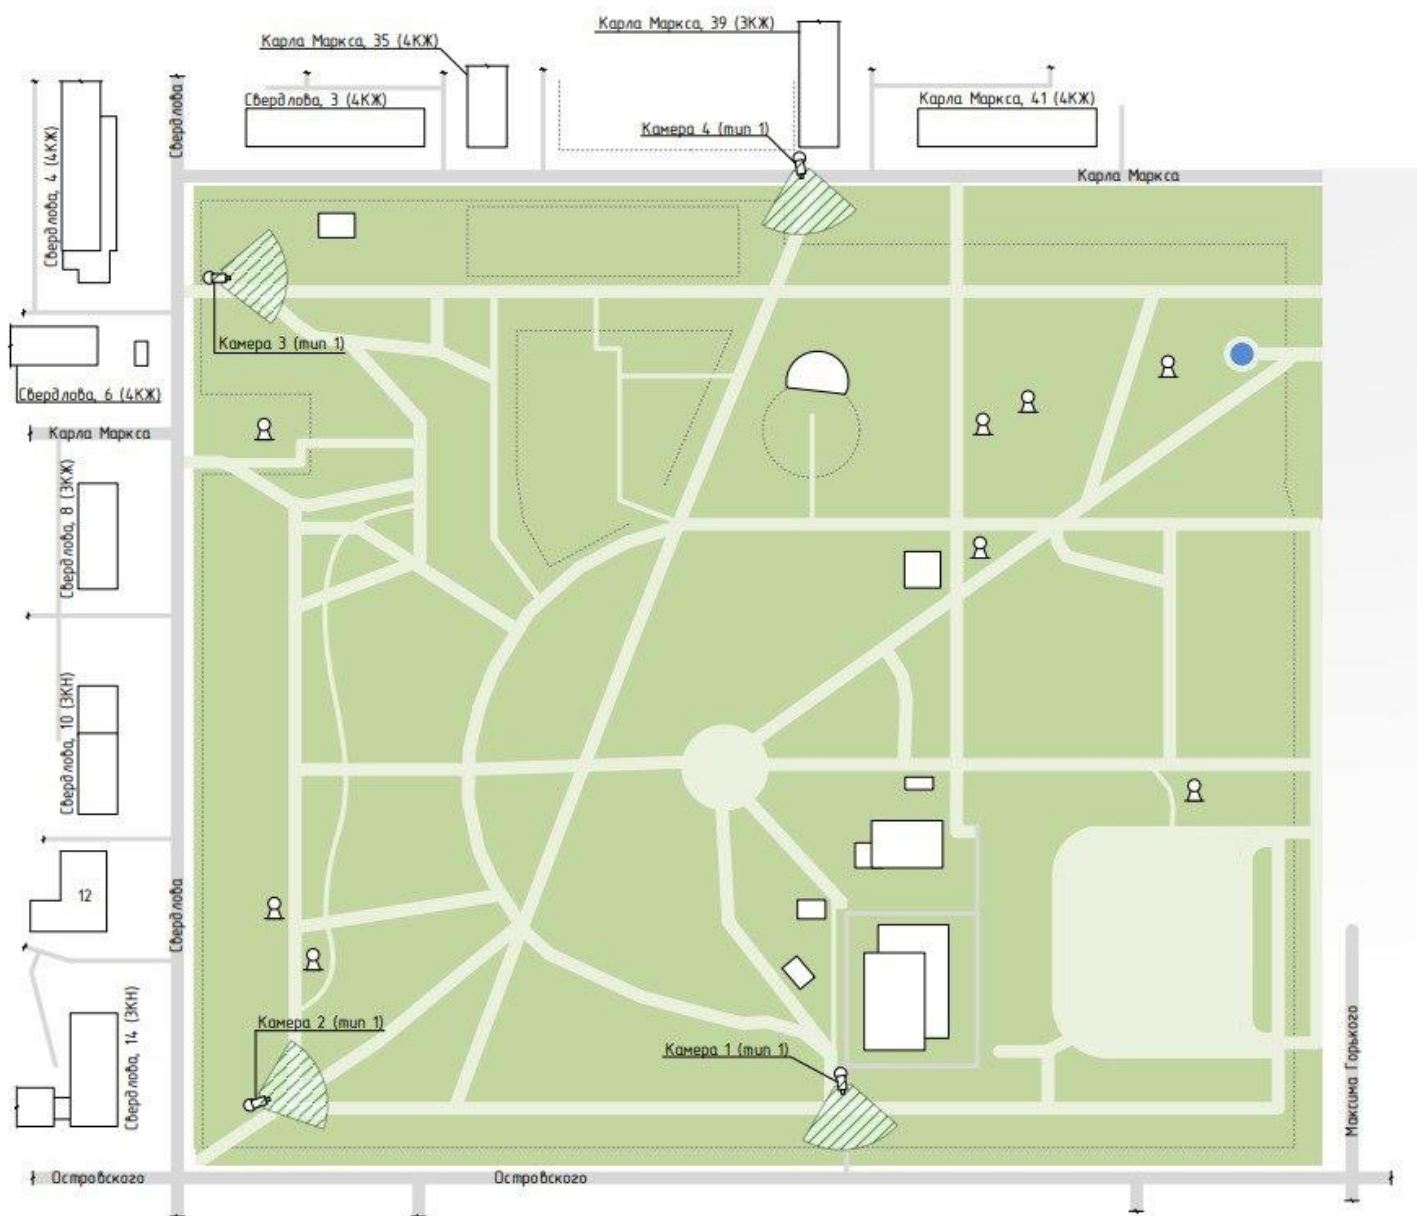 Карла Маркса, 39 (3КЖ)
Карла Маркса, 35 (4КЖ)
Свердлова, 3 (4КЖ)
Карла Маркса, 41 (4КЖ)
Свердлова
Камера 4 (тип 1)
Свердлова, 4 (4КЖ)
Карла Маркса
Камера 3 (тип 1)
Свердлова, 6 (4КЖ)
Карла Маркса
Свердлова, 8 (3КЖ)
Свердлова, 10 (3КН)
12
Свердлова
Свердлова, 14 (3КН)
Камера 2 (тип 1)
Камера 1 (тип 1)
Максима Горького
Островского
Островского